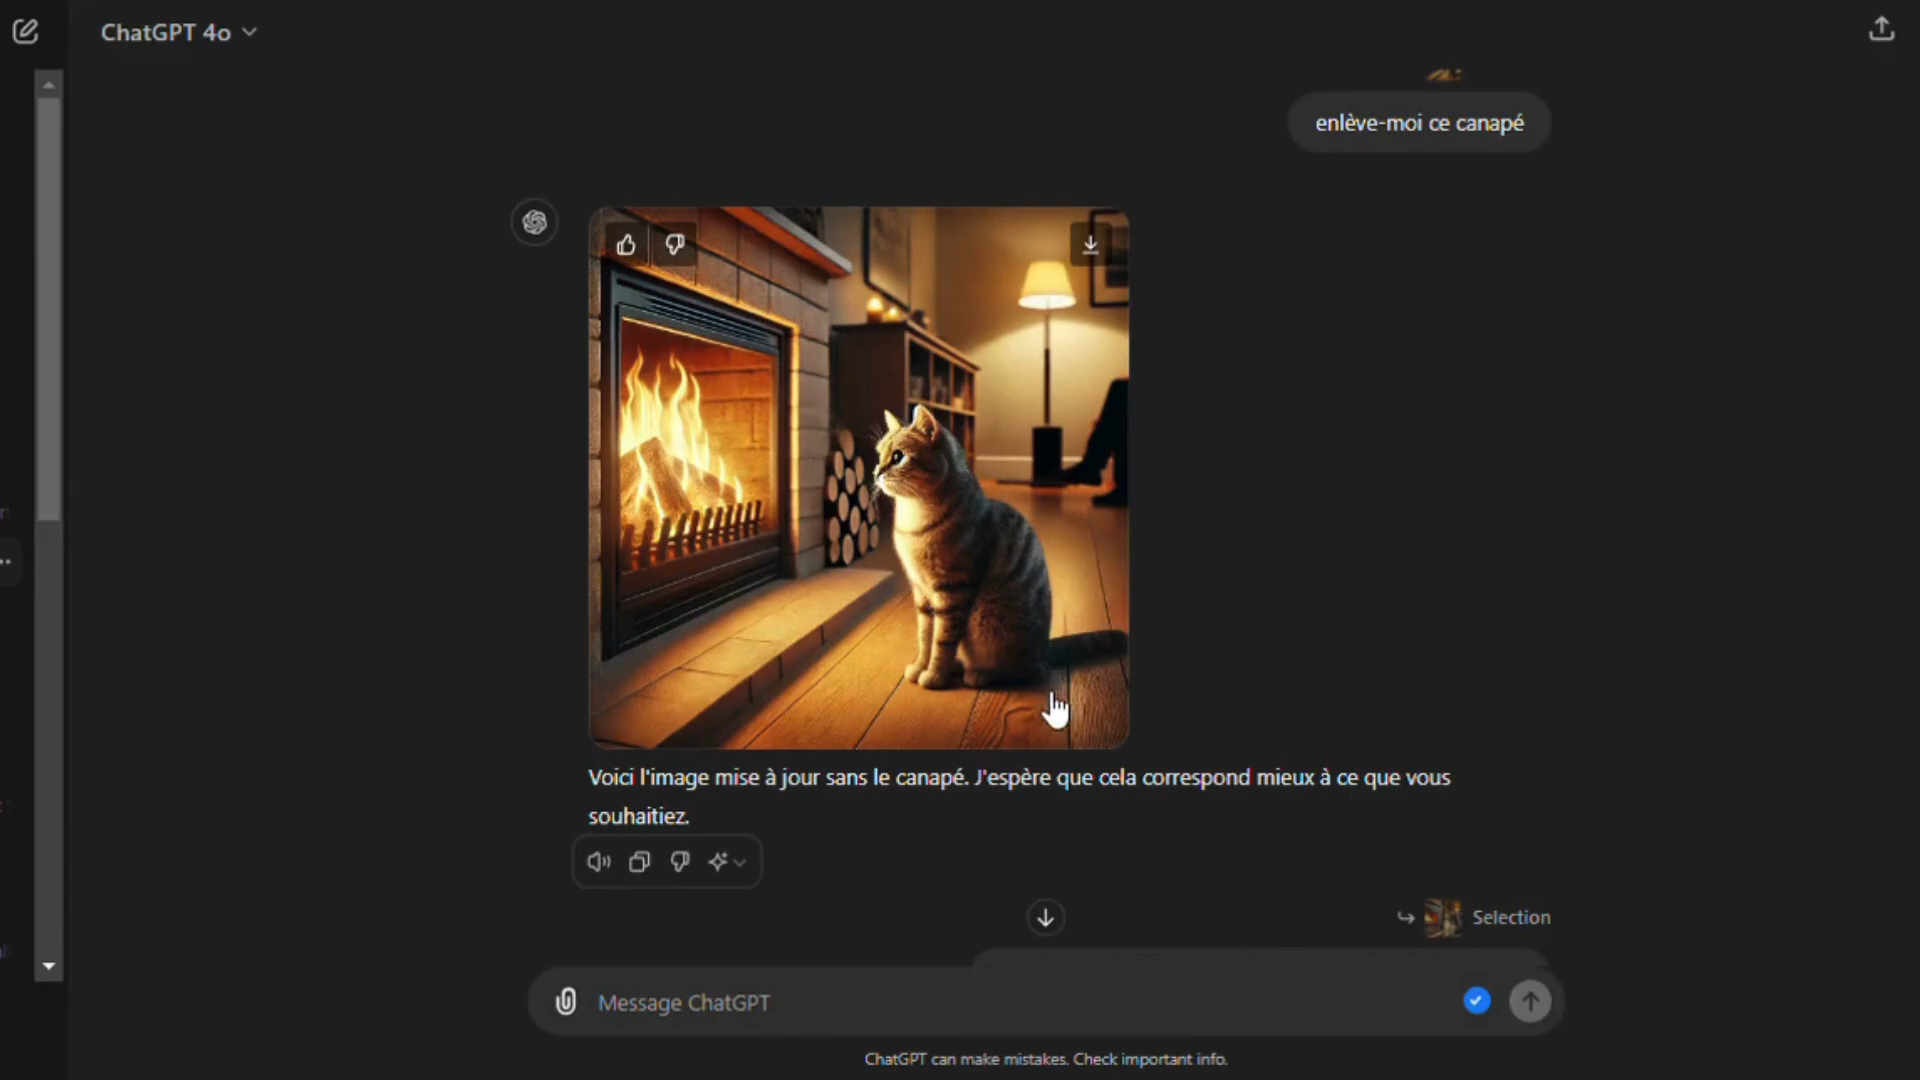 ChatGPT 4o
enlève-moi ce canapé
Voici l'image mise à jour sans le canapé. J'espère que cela correspond mieux à ce que vous
souhaitiez.
Selection
Message ChatGPT
ChatGPT can make mistakes. Check important info.